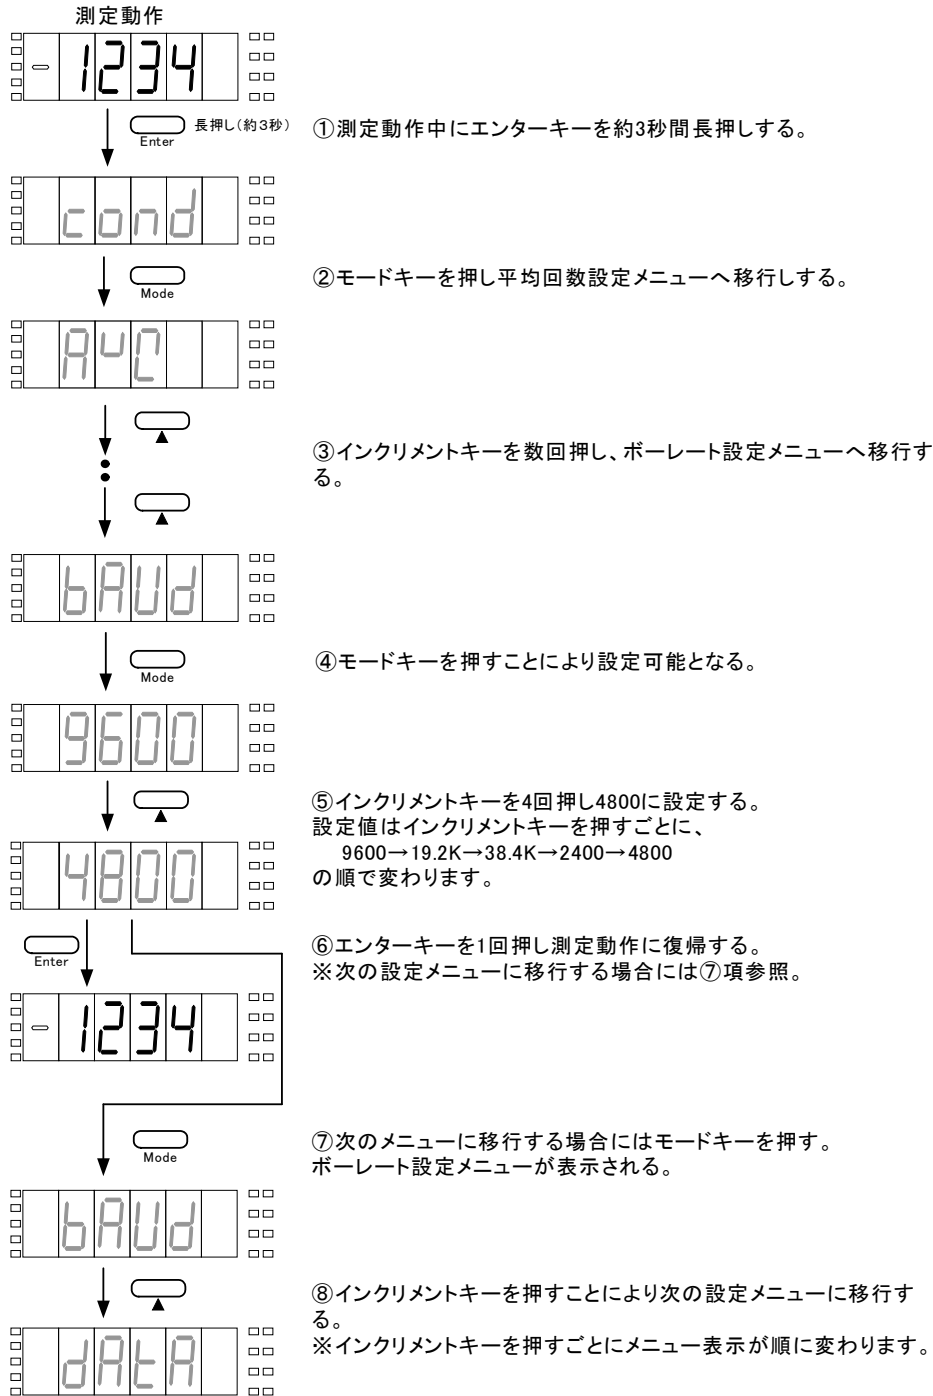 測定動作
- 1234
長押し（約３秒）
Enter
①測定動作中にエンターキーを約3秒間長押しする。
cond
Mode
②モードキーを押し平均回数設定メニューへ移行しする。
AvG
▲
③インクリメントキーを数回押し、ボーレート設定メニューへ移行す
る。
▲
bAUd
Mode
④モードキーを押すことにより設定可能となる。
9600
▲
⑤インクリメントキーを4回押し4800に設定する。
設定値はインクリメントキーを押すごとに、
9600→19.2K→38.4K→2400→4800
の順で変わります。
4800
Enter
⑥エンターキーを1回押し測定動作に復帰する。
※次の設定メニューに移行する場合には⑦項参照。
- 1234
Mode
⑦次のメニューに移行する場合にはモードキーを押す。
ボーレート設定メニューが表示される。
bAUd
▲
⑧インクリメントキーを押すことにより次の設定メニューに移行す
る。
※インクリメントキーを押すごとにメニュー表示が順に変わります。
dAtA